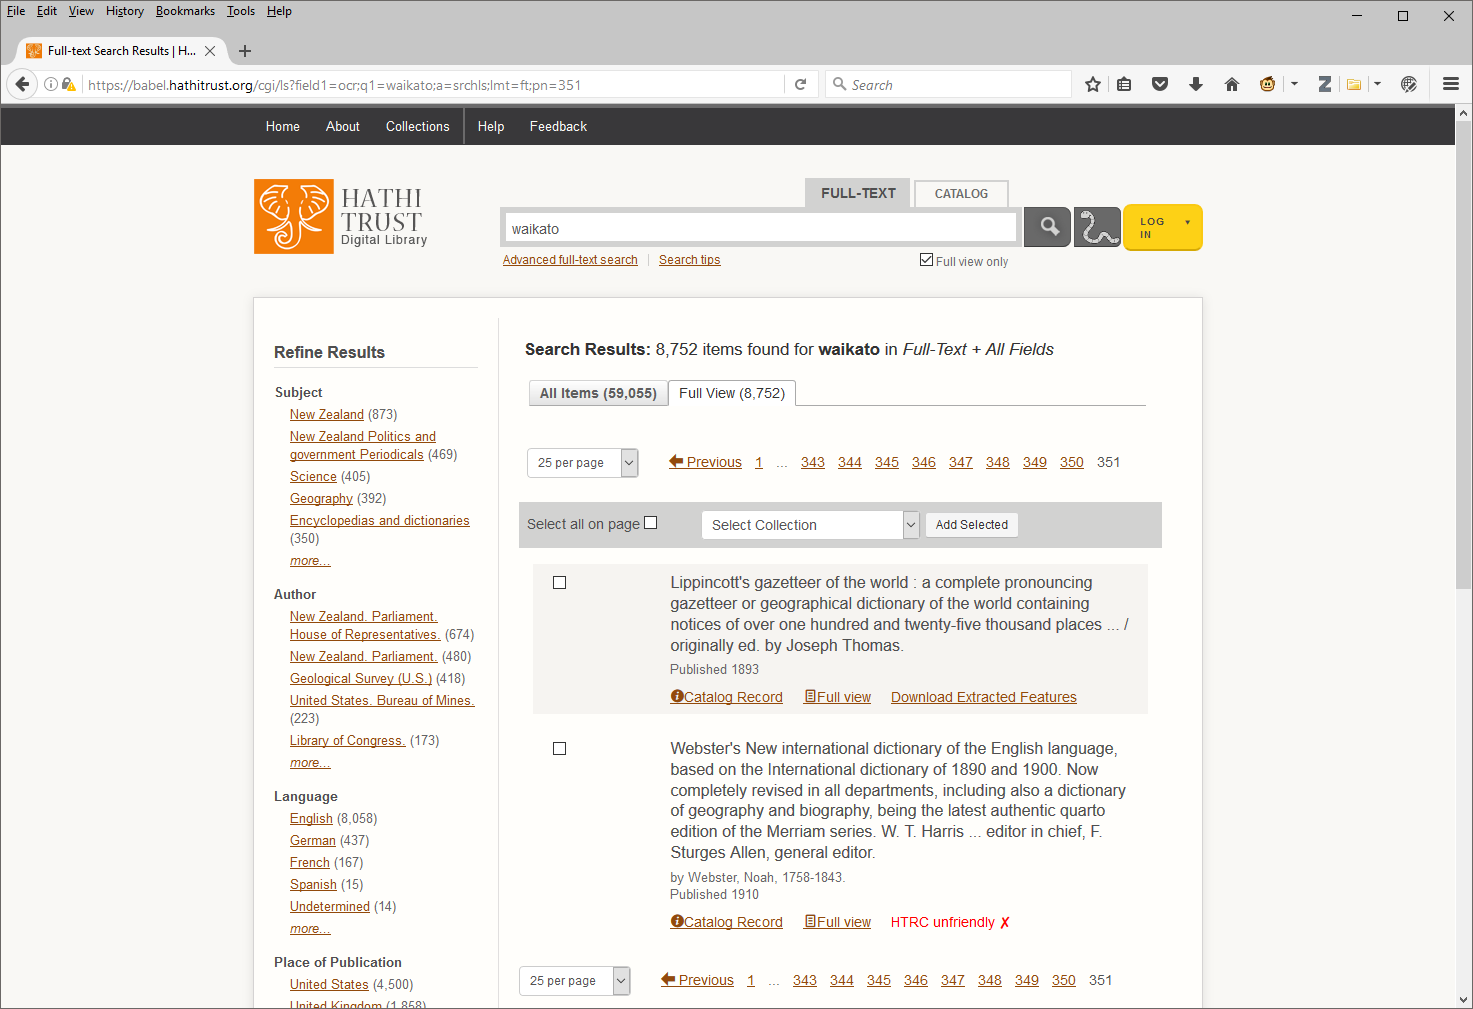 File Edit View History Bookmarks Tools Help
Full-text Search Results | H...
https://babel.hathitrust.org/cgi/ls?field1=ocr;q1=waikato;a=srchls;lmt=ft;pn=351
Search
Home About Collections Help Feedback
HATHI
TRUST
Digital Library
FULL-TEXT CATALOG
waikato
LOG
IN
Advanced full-text search Search tips Full view only
Refine Results
Subject
New Zealand (873)
New Zealand Politics and
government Periodicals (469)
Science (405)
Geography (392)
Encyclopedias and dictionaries
(350)
more...
Author
New Zealand. Parliament.
House of Representatives. (674)
New Zealand. Parliament. (480)
Geological Survey (U.S.) (418)
United States. Bureau of Mines.
(223)
Library of Congress. (173)
more...
Language
English (8,058)
German (437)
French (167)
Spanish (15)
Undetermined (14)
more...
Place of Publication
United States (4,500)
United Kingdom (1,858)
Search Results: 8,752 items found for waikato in Full-Text + All Fields
All Items (59,055) Full View (8,752)
25 per page Previous 1 ... 343 344 345 346 347 348 349 350 351
Select all on page Select Collection Add Selected
Lippincott's gazetteer of the world : a complete pronouncing
gazetteer or geographical dictionary of the world containing
notices of over one hundred and twenty-five thousand places ... /
originally ed. by Joseph Thomas.
Published 1893
Catalog Record Full view Download Extracted Features
Webster's New international dictionary of the English language,
based on the International dictionary of 1890 and 1900. Now
completely revised in all departments, including also a dictionary
of geography and biography, being the latest authentic quarto
edition of the Merriam series. W. T. Harris ... editor in chief, F.
Sturges Allen, general editor.
by Webster, Noah, 1758-1843.
Published 1910
Catalog Record Full view HTRC unfriendly ✗
25 per page Previous 1 ... 343 344 345 346 347 348 349 350 351